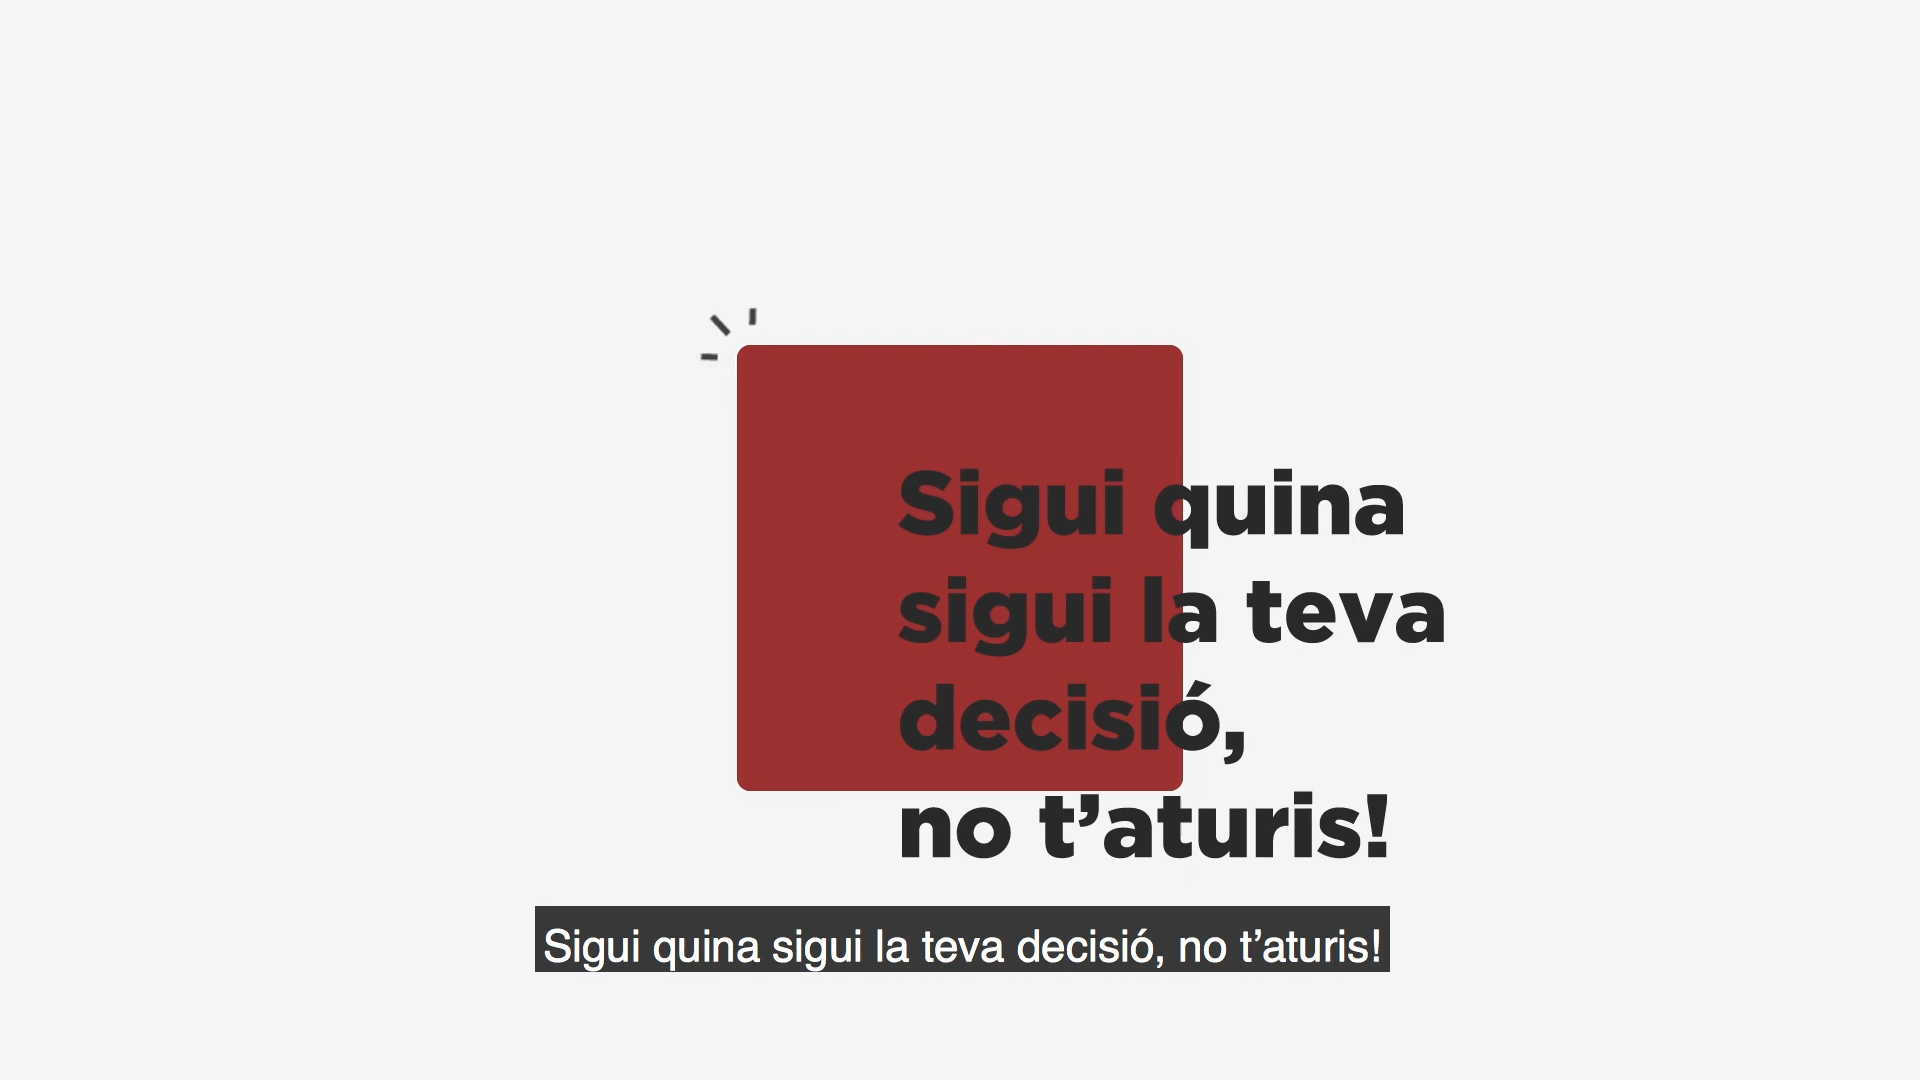 Sigui quina
sigui la teva
decisió,
no t’aturis!
Sigui quina sigui la teva decisió, no t’aturis!